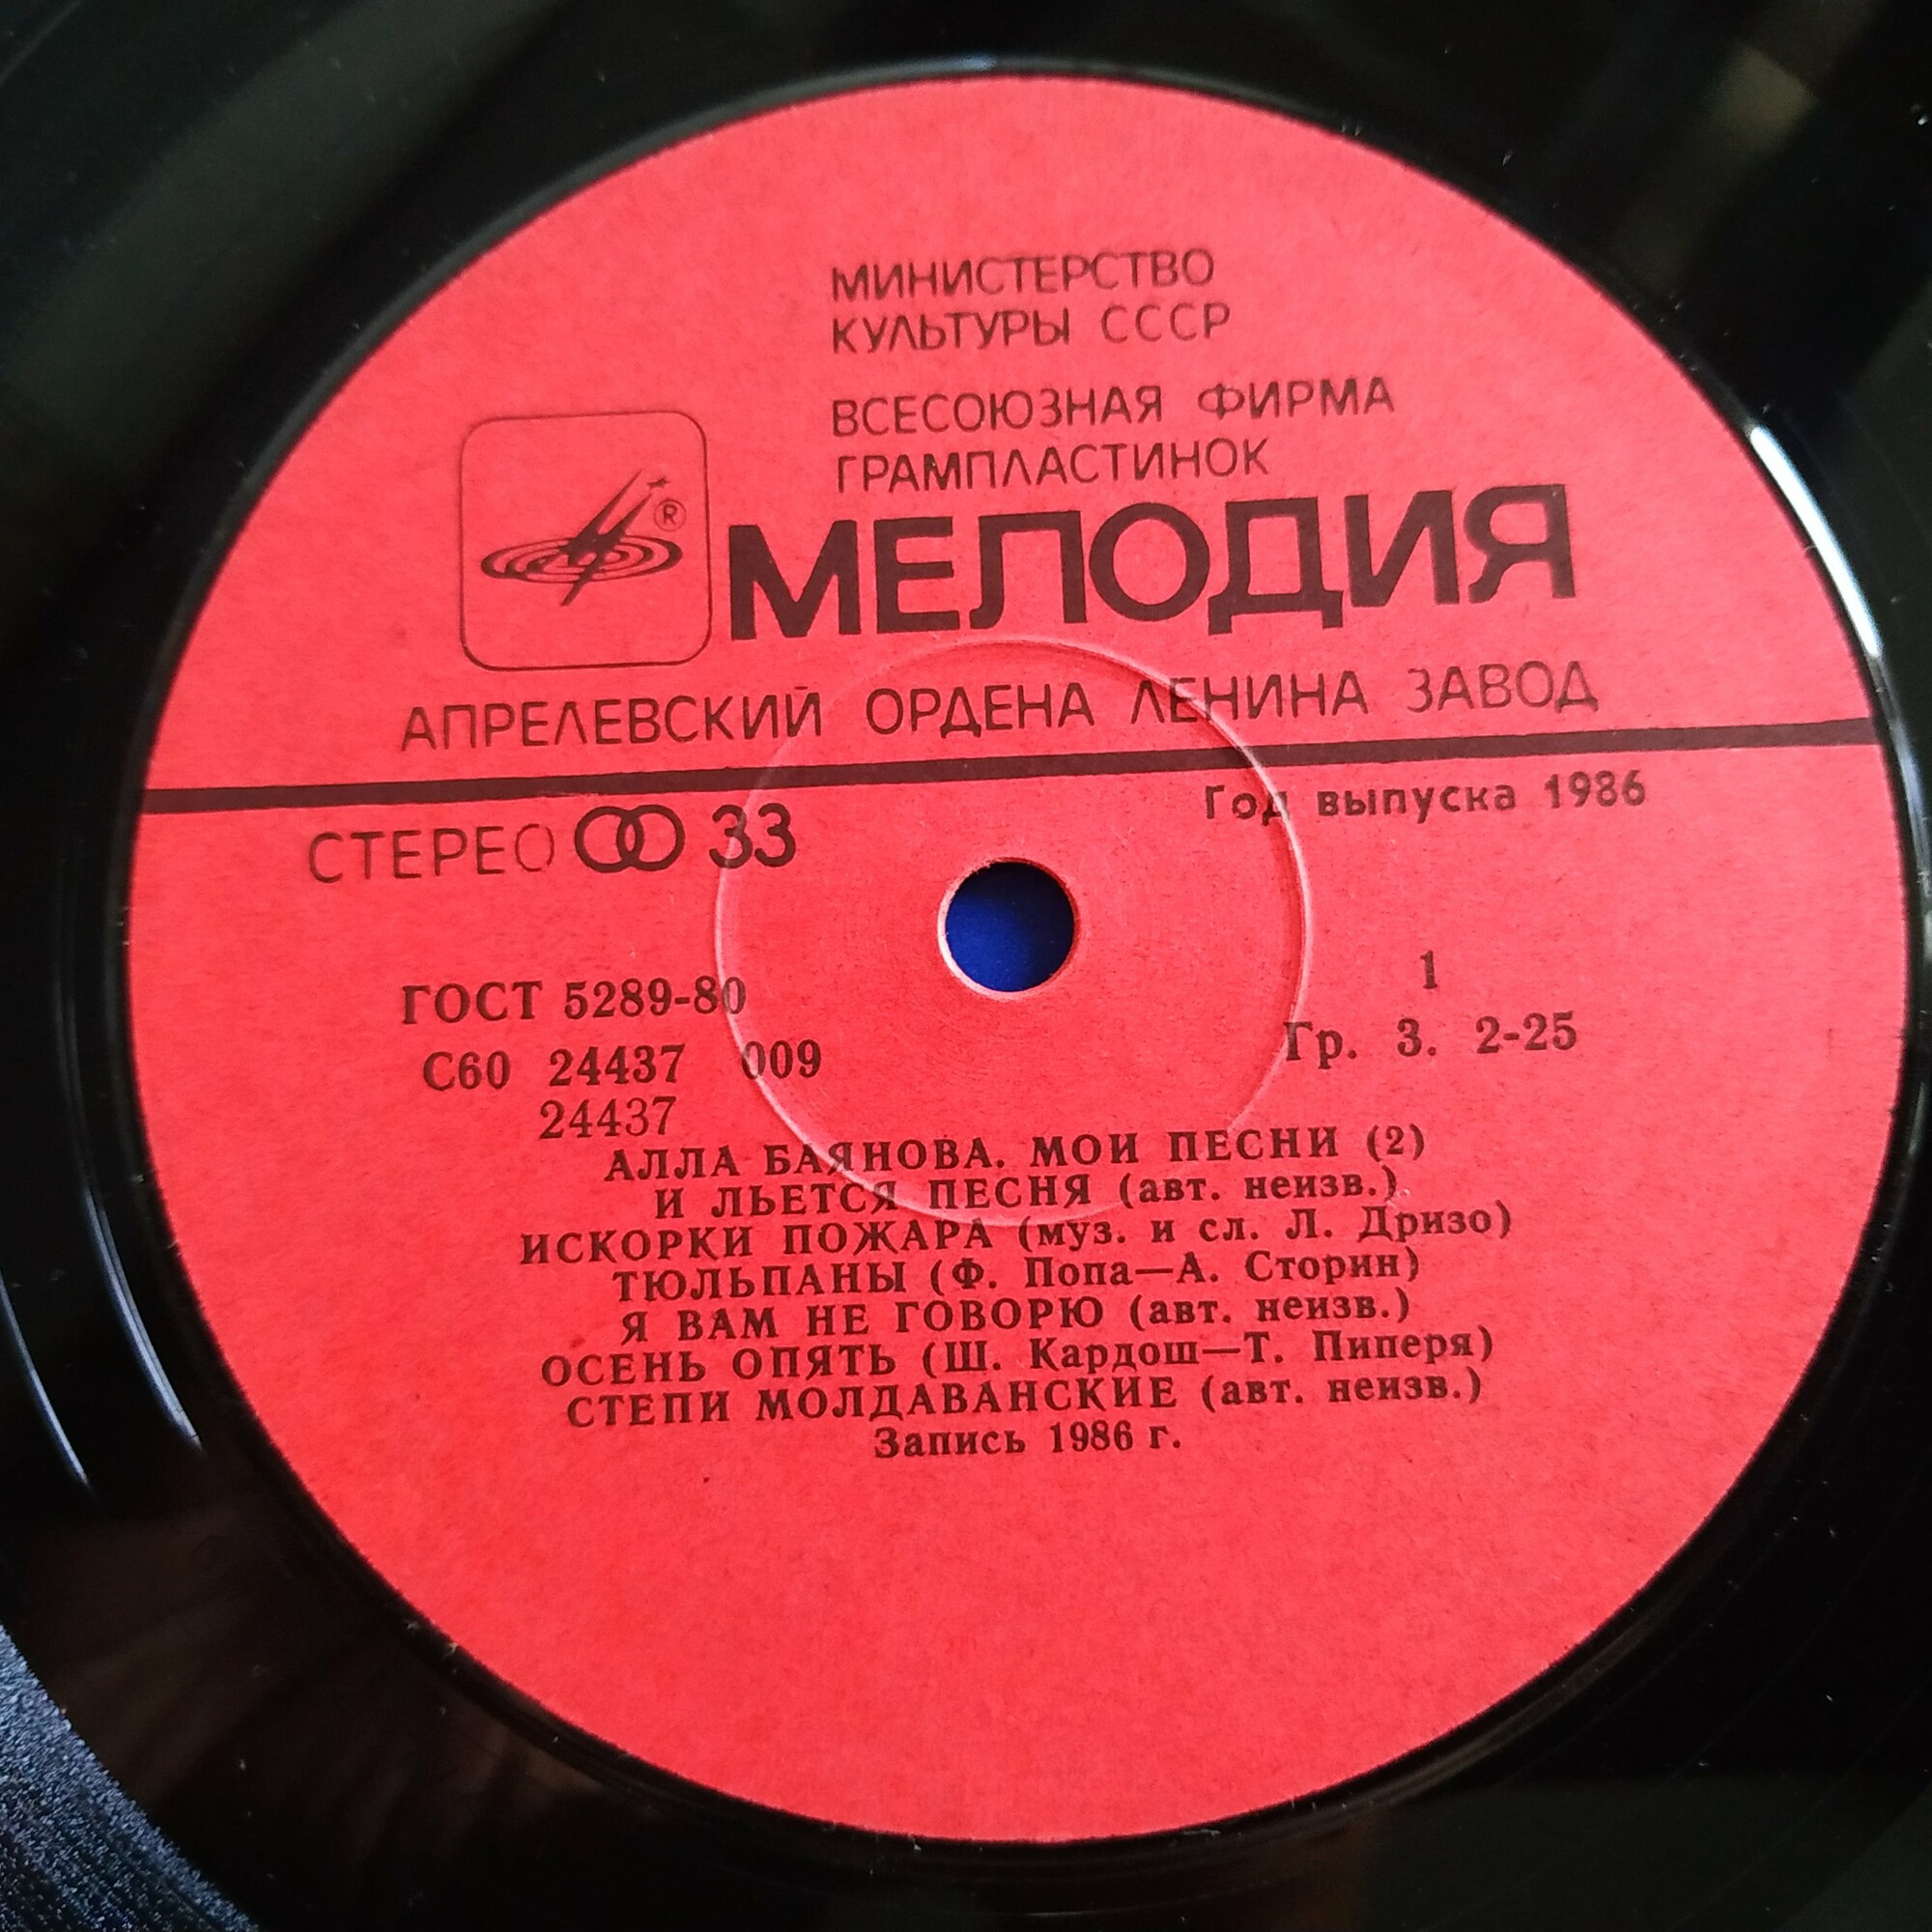 МИНИСТЕРСТВО
КУЛЬТУРЫ СССР
ВСЕСОЮЗНАЯ ФИРМА
ГРАМПЛАСТИНОК
®
МЕЛОДИЯ
АПРЕЛЕВСКИЙ ОРДЕНА ЛЕНИНА ЗАВОД
СТЕРЕО 33
Год выпуска 1986
ГОСТ 5289-80
1
С60 24437 009
Гр. 3. 2-25
24437
АЛЛА БАЯНОВА. МОИ ПЕСНИ (2)
И ЛЬЕТСЯ ПЕСНЯ (авт. неизв.)
ИСКОРКИ ПОЖАРА (муз. и сл. Л. Дризо)
ТЮЛЬПАНЫ (Ф. Попа—А. Сторин)
Я ВАМ НЕ ГОВОРЮ (авт. неизв.)
ОСЕНЬ ОПЯТЬ (Ш. Кардош—Т. Пиперя)
СТЕПИ МОЛДАВАНСКИЕ (авт. неизв.)
Запись 1986 г.